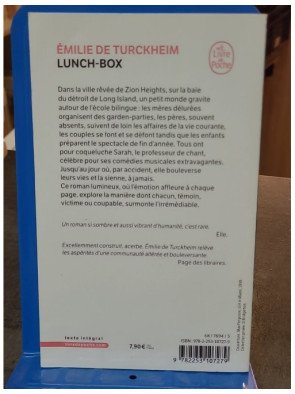 ÉMILIE DE TURCKHEIM
LUNCH-BOX
Le Livre
de Poche
Dans la ville rêvée de Zion Heights, sur la baie
du détroit de Long Island, un petit monde gravite
autour de l'école bilingue : les mères délurées
organisent des garden-parties, les pères, souvent
absents, suivent de loin les affaires de la vie courante,
les couples se font et se défont tandis que les enfants
préparent le spectacle de fin d'année. Tous ont
pour coqueluche Sarah, le professeur de chant,
célèbre pour ses comédies musicales extravagantes.
Jusqu'au jour où, par accident, elle bouleverse
leurs vies et la sienne, à jamais.
Ce roman lumineux, où l'émotion affleure à chaque
page, explore la manière dont chacun, témoin,
victime ou coupable, surmonte l'irrémédiable.
Un roman si sombre et aussi vibrant d'humanité, c'est rare.
Elle.
Excellemment construit, acerbe. Émilie de Turckheim relève
les aspérités d'une communauté altérée et bouleversante.
Page des libraires.
texte intégral
livredepoche.com
7,90 €
ISBN : 978-2-253-10727-9
9 782253 107279